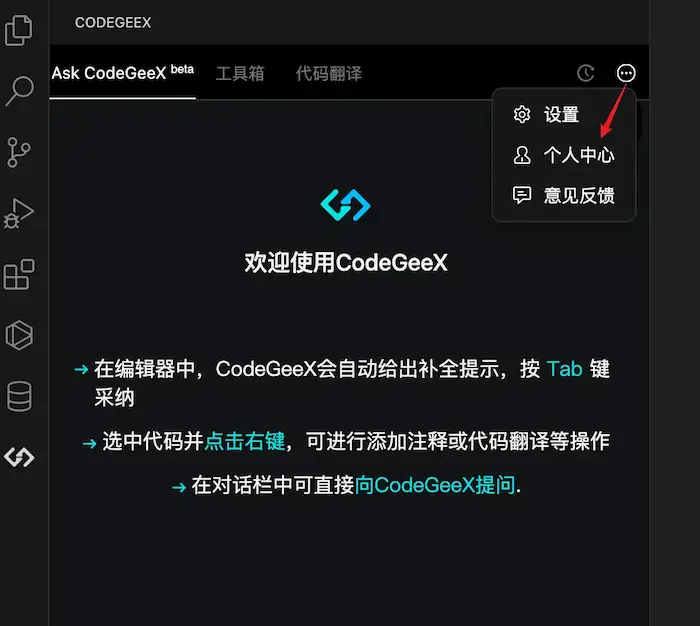 CODEGEEX
Ask CodeGeeX beta 工具箱 代码翻译
设置
个人中心
意见反馈
欢迎使用CodeGeeX
→ 在编辑器中，CodeGeeX会自动给出补全提示，按 Tab 键
采纳
→ 选中代码并点击右键，可进行添加注释或代码翻译等操作
→ 在对话栏中可直接向CodeGeeX提问.